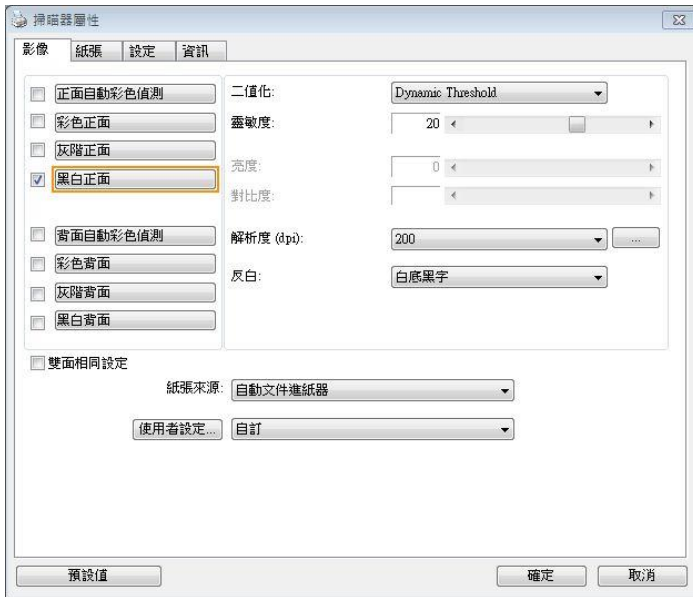 掃瞄器屬性
影像 紙張 設定 資訊
正面自動彩色偵測 二值化: Dynamic Threshold
彩色正面 靈敏度: 20
灰階正面
亮度: 0
黑白正面
對比度:
背面自動彩色偵測 解析度 (dpi): 200 ...
彩色背面
反白: 白底黑字
灰階背面
黑白背面
雙面相同設定
紙張來源: 自動文件進紙器
使用者設定... 自訂
預設值 確定 取消